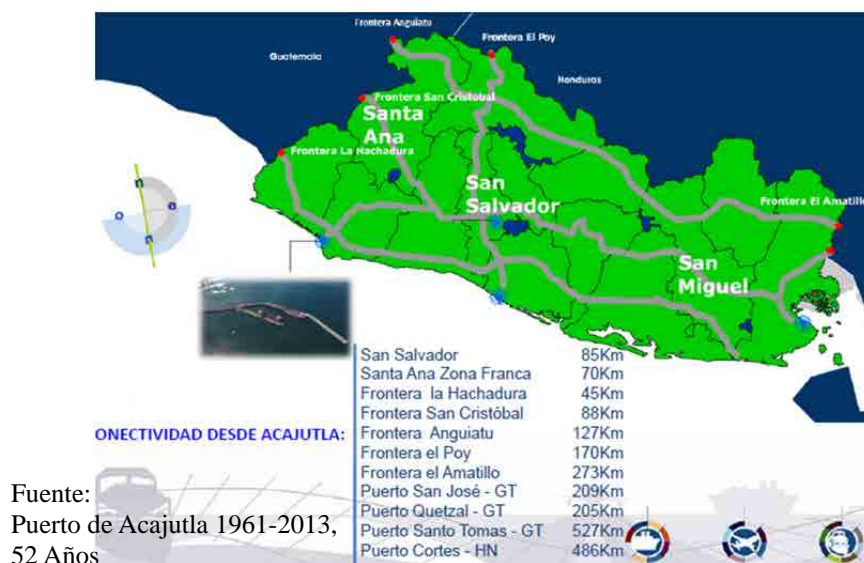 Frontera Anguiatu
Frontera El Poy
Guatemala
Honduras
Frontera San Cristobal
Santa
Ana
Frontera La Hachadura
San
Salvador
Frontera El Amatillo
San
Miguel
n
o
e
n
San Salvador 85Km
Santa Ana Zona Franca 70Km
Frontera la Hachadura 45Km
Frontera San Cristóbal 88Km
ONECTIVIDAD DESDE ACAJUTLA: Frontera Anguiatu 127Km
Frontera el Poy 170Km
Frontera el Amatillo 273Km
Puerto San José - GT 209Km
Puerto Quetzal - GT 205Km
Puerto Santo Tomas - GT 527Km
Puerto Cortes - HN 486Km
Fuente:
Puerto de Acajutla 1961-2013,
52 Años